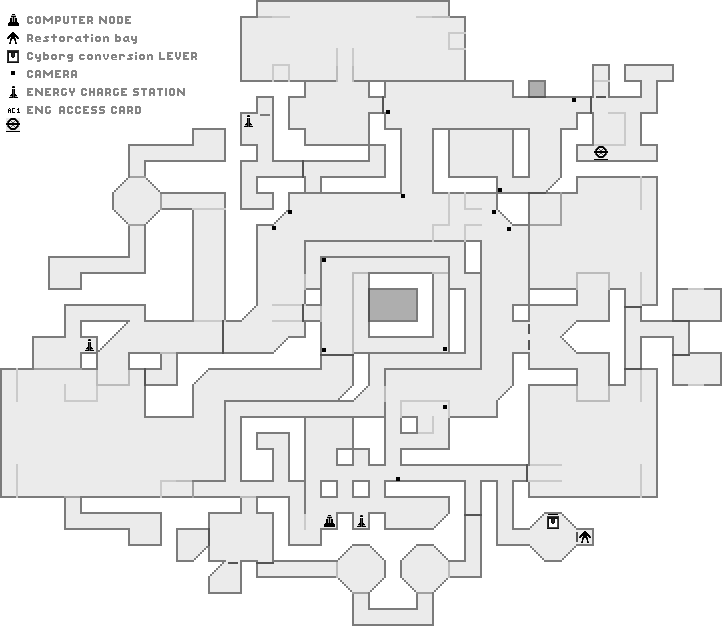 COMPUTER NODE
Restoration bay
Cyborg conversion LEVER
CAMERA
ENERGY CHARGE STATION
AC1 ENG ACCESS CARD